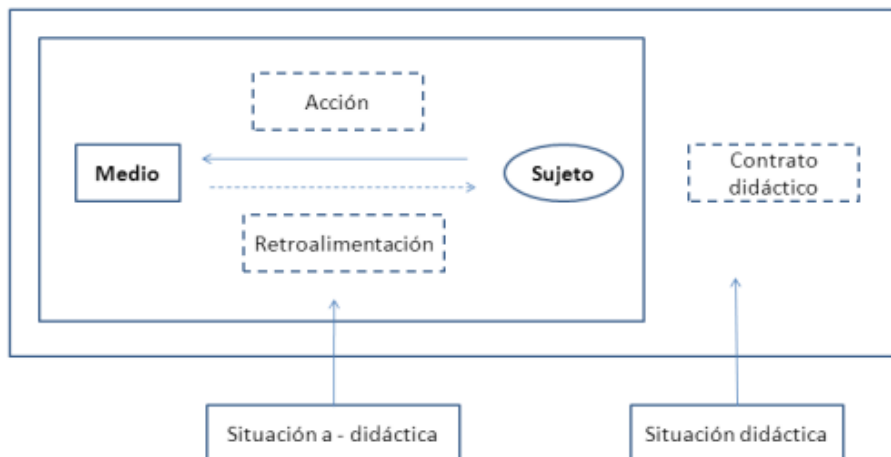 Acción
Medio
Sujeto
Contrato
didáctico
Retroalimentación
Situación a - didáctica
Situación didáctica